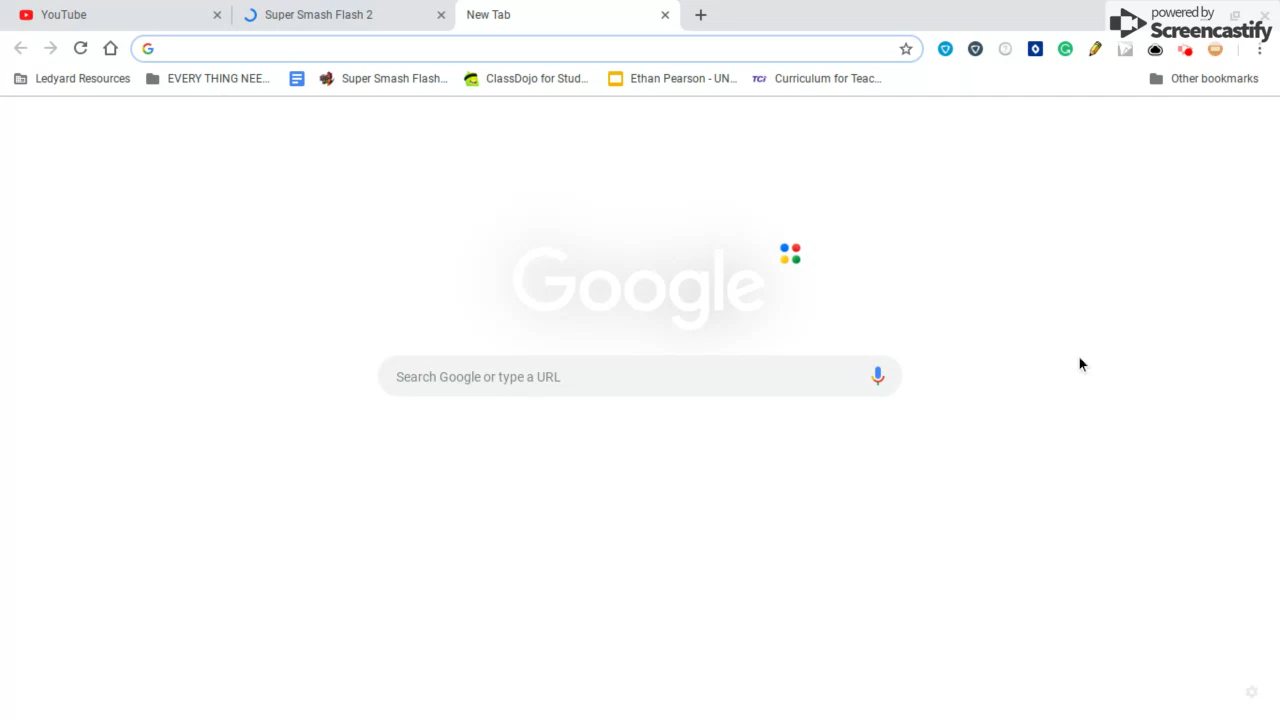 YouTube
Super Smash Flash 2
New Tab
powered by
Screencastify
Ledyard Resources
EVERY THING NEE...
Super Smash Flash...
ClassDojo for Stud...
Ethan Pearson - UN...
TCi
Curriculum for Teac...
Other bookmarks
Google
Search Google or type a URL